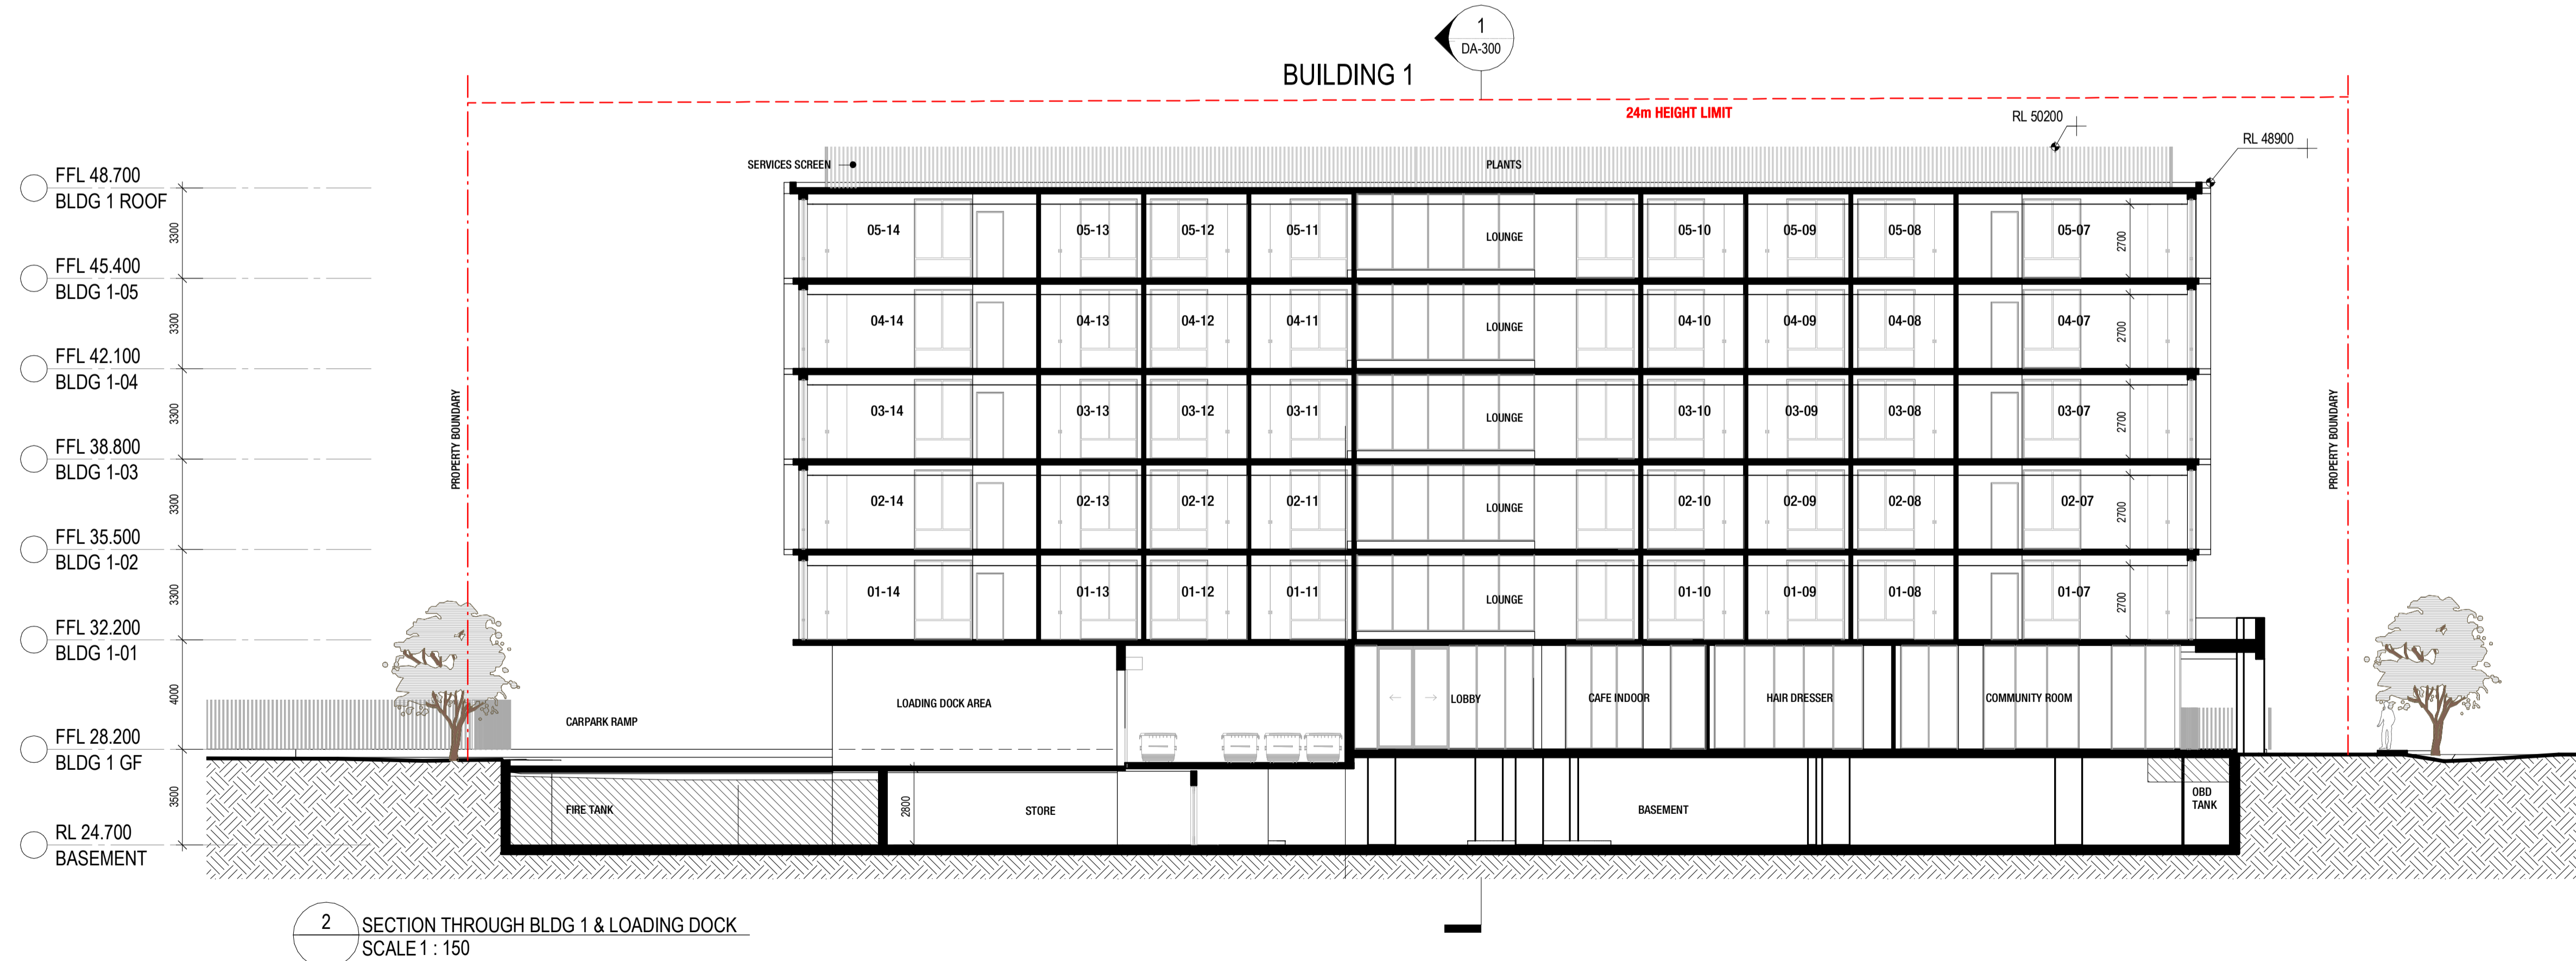 1
DA-300
BUILDING 1
24m HEIGHT LIMIT
RL 50200
RL 48900
SERVICES SCREEN
PLANTS
FFL 48.700
BLDG 1 ROOF
3300
05-14
05-13
05-12
05-11
LOUNGE
05-10
05-09
05-08
05-07
2700
FFL 45.400
BLDG 1-05
3300
04-14
04-13
04-12
04-11
LOUNGE
04-10
04-09
04-08
04-07
2700
FFL 42.100
BLDG 1-04
3300
PROPERTY BOUNDARY
03-14
03-13
03-12
03-11
LOUNGE
03-10
03-09
03-08
03-07
2700
PROPERTY BOUNDARY
FFL 38.800
BLDG 1-03
3300
02-14
02-13
02-12
02-11
LOUNGE
02-10
02-09
02-08
02-07
2700
FFL 35.500
BLDG 1-02
3300
01-14
01-13
01-12
01-11
LOUNGE
01-10
01-09
01-08
01-07
2700
FFL 32.200
BLDG 1-01
4000
CARPARK RAMP
LOADING DOCK AREA
LOBBY
CAFE INDOOR
HAIR DRESSER
COMMUNITY ROOM
FFL 28.200
BLDG 1 GF
3500
FIRE TANK
2800
STORE
BASEMENT
OBD
TANK
RL 24.700
BASEMENT
2
SECTION THROUGH BLDG 1 & LOADING DOCK
SCALE 1 : 150